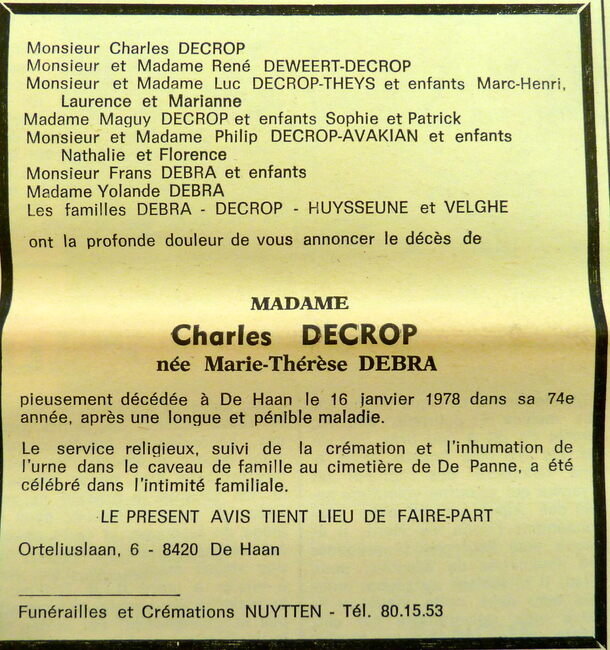 Monsieur Charles DECROP
Monsieur et Madame René DEWEERT-DECROP
Monsieur et Madame Luc DECROP-THEYS et enfants Marc-Henri,
Laurence et Marianne
Madame Maguy DECROP et enfants Sophie et Patrick
Monsieur et Madame Philip DECROP-AVAKIAN et enfants
Nathalie et Florence
Monsieur Frans DEBRA et enfants
Madame Yolande DEBRA
Les familles DEBRA - DECROP - HUYSSEUNE et VELGHE
ont la profonde douleur de vous annoncer le décès de
MADAME
Charles DECROP
née Marie-Thérèse DEBRA
pieusement décédée à De Haan le 16 janvier 1978 dans sa 74e
année, après une longue et pénible maladie.
Le service religieux, suivi de la crémation et l'inhumation de
l'urne dans le caveau de famille au cimetière de De Panne, a été
célébré dans l'intimité familiale.
LE PRESENT AVIS TIENT LIEU DE FAIRE-PART
Orteliuslaan, 6 - 8420 De Haan
Funérailles et Crémations NUYTTEN - Tél. 80.15.53